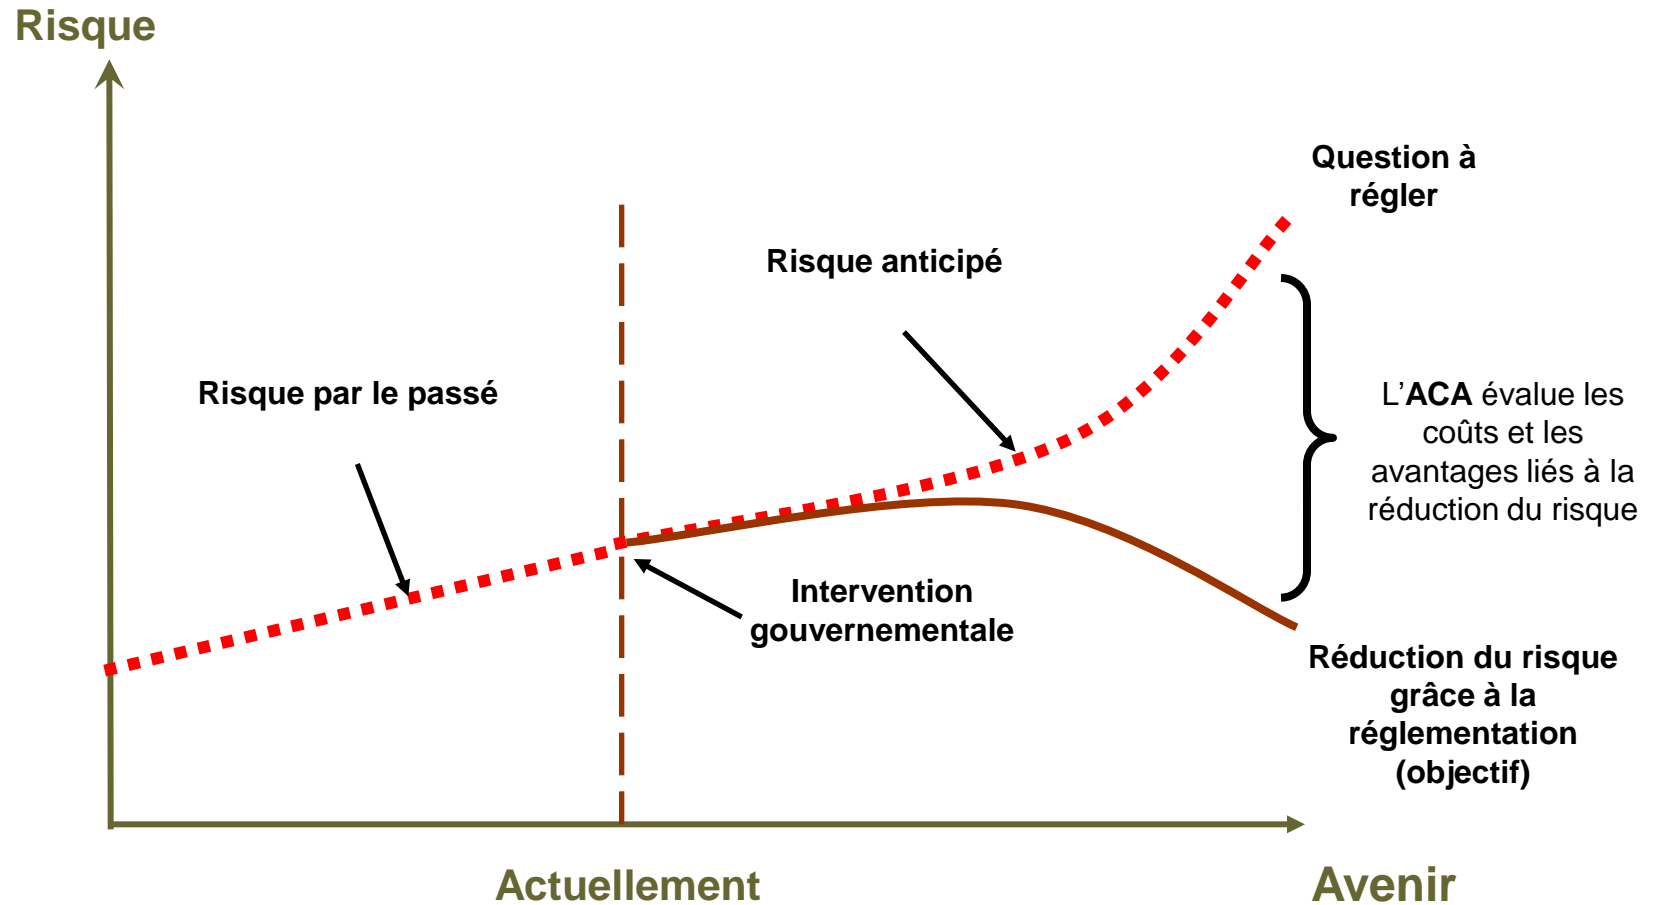 Risque
Question à
régler
Risque anticipé
Risque par le passé
L’ACA évalue les
coûts et les
avantages liés à la
réduction du risque
Intervention
gouvernementale
Réduction du risque
grâce à la
réglementation
(objectif)
Actuellement
Avenir